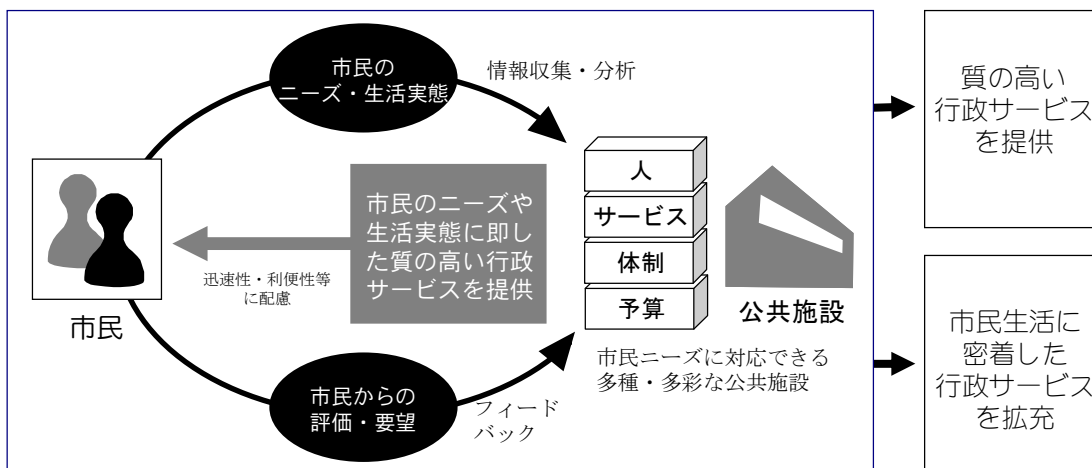 市民の
ニーズ・生活実態
情報収集・分析
市民
市民のニーズや
生活実態に即し
た質の高い行政
サービスを提供
迅速性・利便性等
に配慮
人
サービス
体制
予算
公共施設
市民ニーズに対応できる
多種・多彩な公共施設
市民からの
評価・要望
フィード
バック
質の高い
行政サービス
を提供
市民生活に
密着した
行政サービス
を拡充